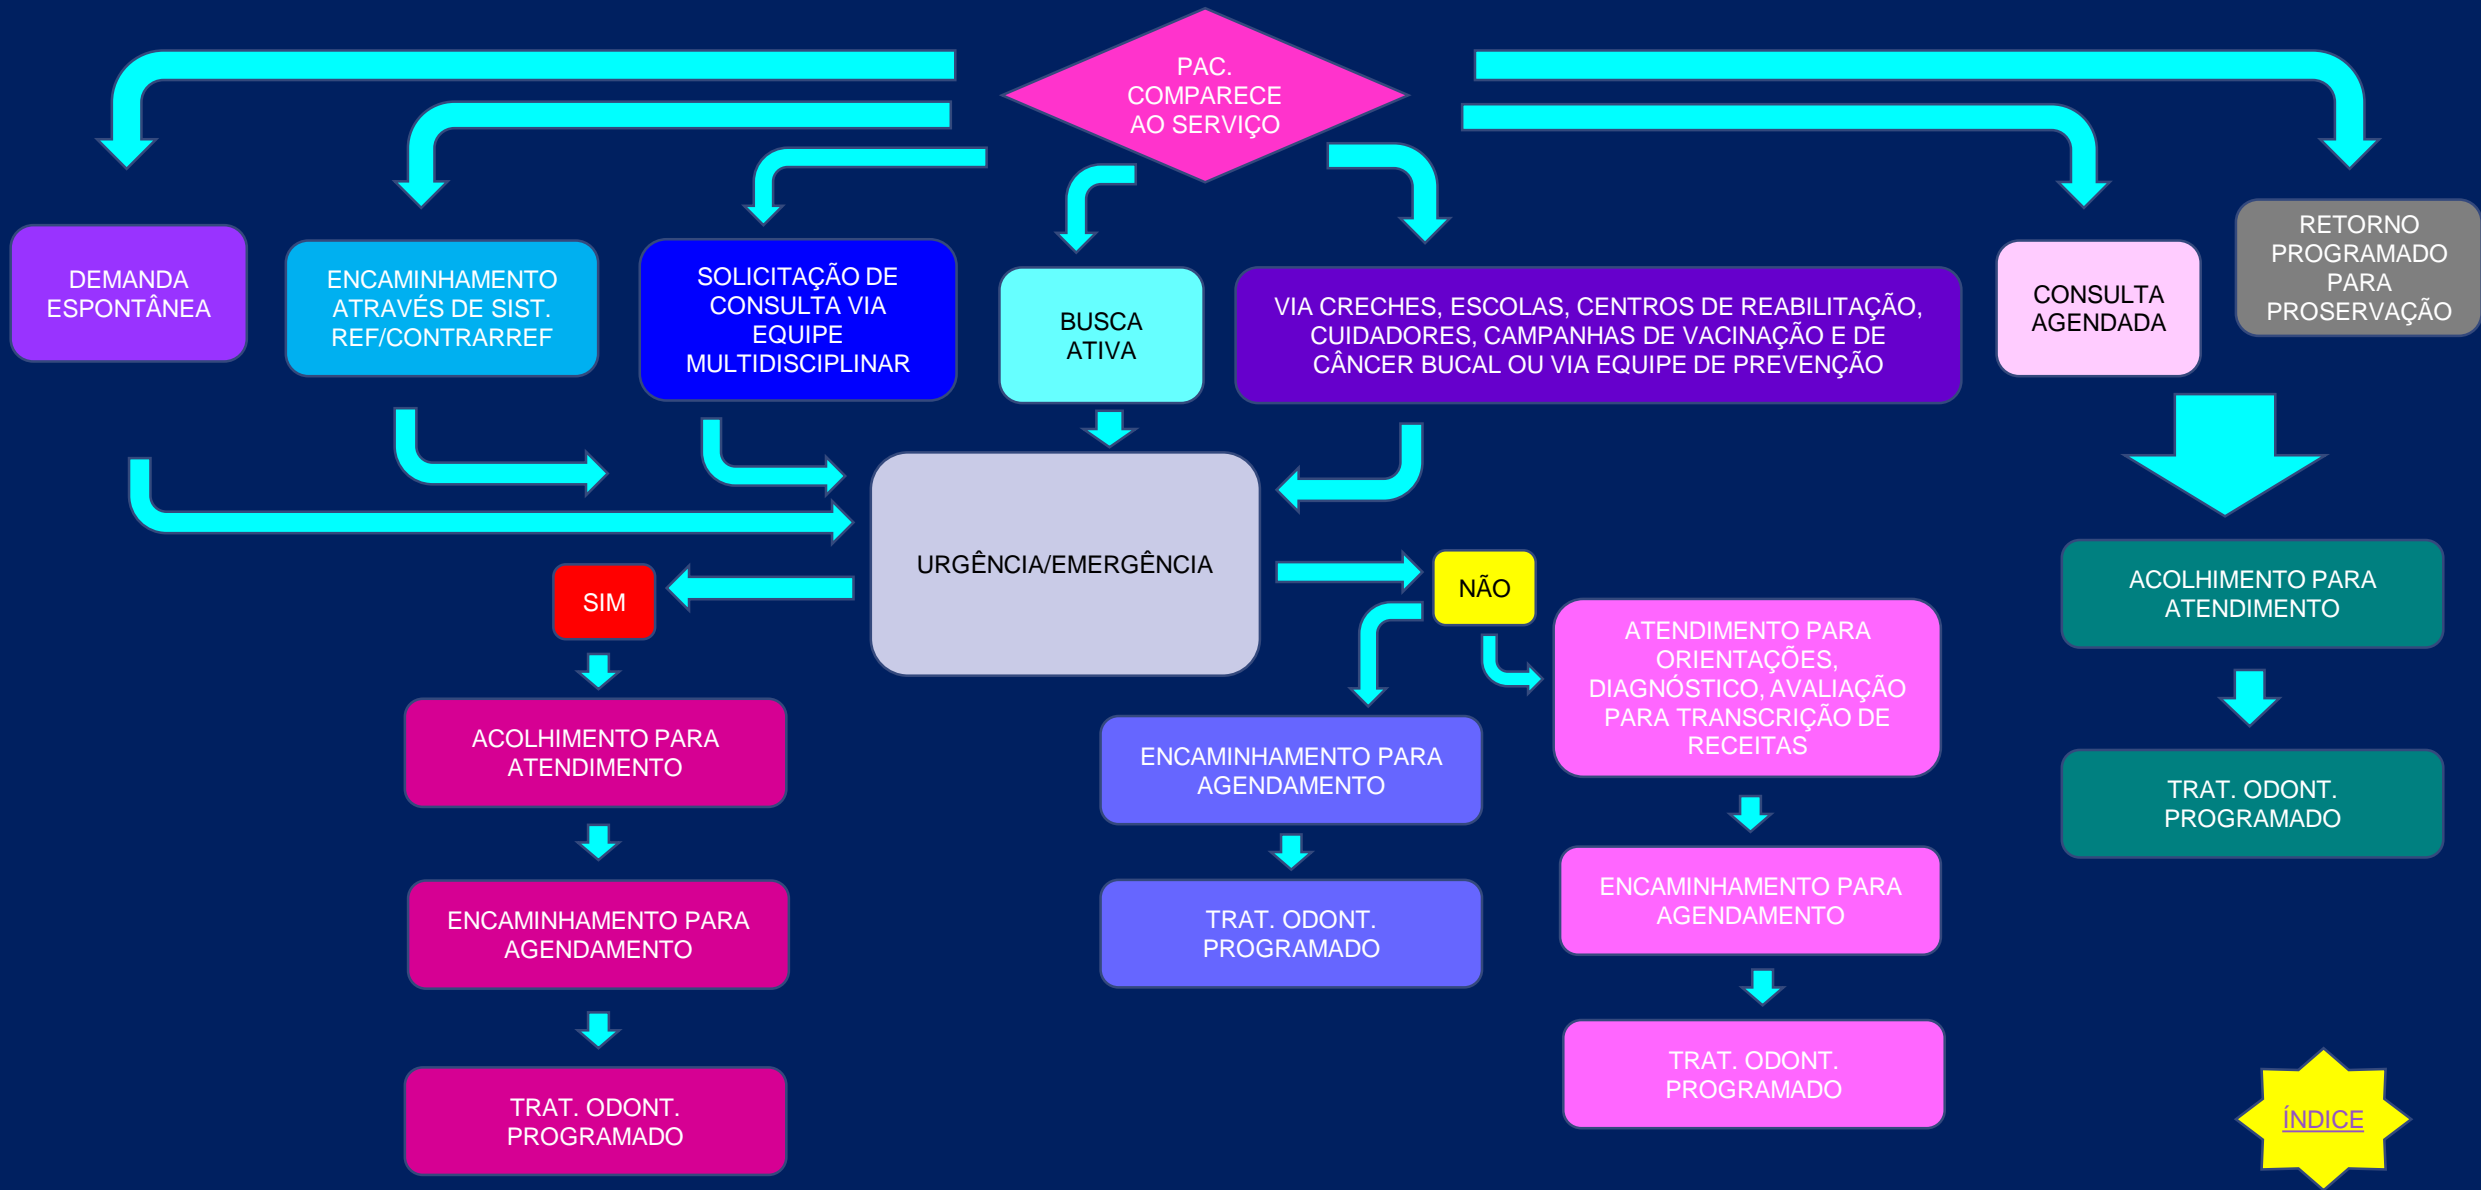 PAC.
COMPARECE
AO SERVIÇO
DEMANDA
ESPONTÂNEA
ENCAMINHAMENTO
ATRAVÉS DE SIST.
REF/CONTRARREF
SOLICITAÇÃO DE
CONSULTA VIA
EQUIPE
MULTIDISCIPLINAR
BUSCA
ATIVA
VIA CRECHES, ESCOLAS, CENTROS DE REABILITAÇÃO,
CUIDADORES, CAMPANHAS DE VACINAÇÃO E DE
CÂNCER BUCAL OU VIA EQUIPE DE PREVENÇÃO
CONSULTA
AGENDADA
RETORNO
PROGRAMADO
PARA
PROSERVAÇÃO
URGÊNCIA/EMERGÊNCIA
SIM
NÃO
ACOLHIMENTO PARA
ATENDIMENTO
ENCAMINHAMENTO PARA
AGENDAMENTO
TRAT. ODONT.
PROGRAMADO
ENCAMINHAMENTO PARA
AGENDAMENTO
TRAT. ODONT.
PROGRAMADO
ATENDIMENTO PARA
ORIENTAÇÕES,
DIAGNÓSTICO, AVALIAÇÃO
PARA TRANSCRIÇÃO DE
RECEITAS
ENCAMINHAMENTO PARA
AGENDAMENTO
TRAT. ODONT.
PROGRAMADO
ACOLHIMENTO PARA
ATENDIMENTO
TRAT. ODONT.
PROGRAMADO
ÍNDICE